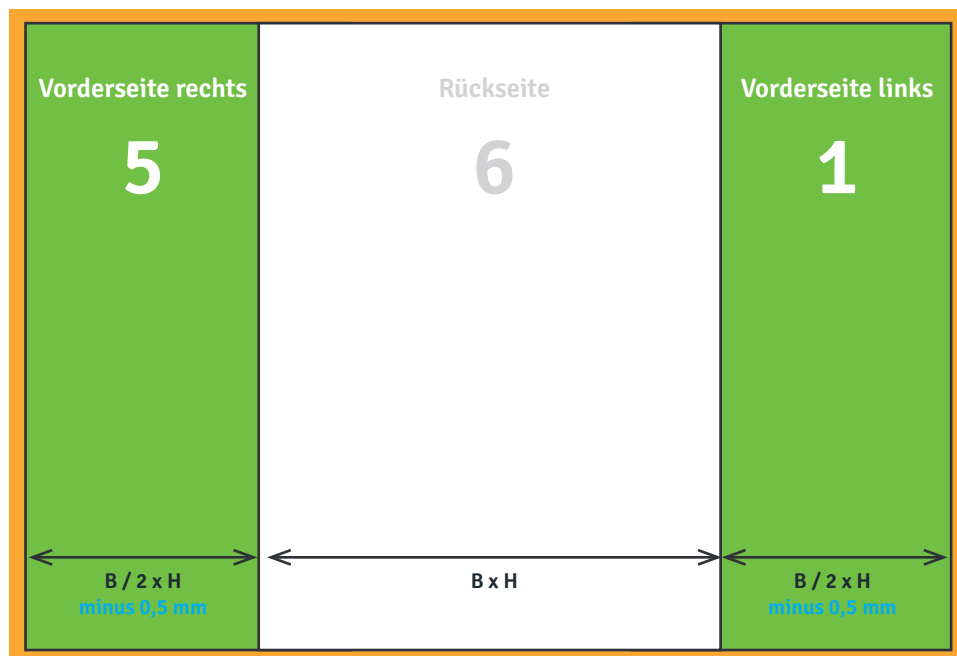 Vorderseite rechts
5
B / 2 x H
minus 0,5 mm
Rückseite
6
B x H
Vorderseite links
1
B / 2 x H
minus 0,5 mm